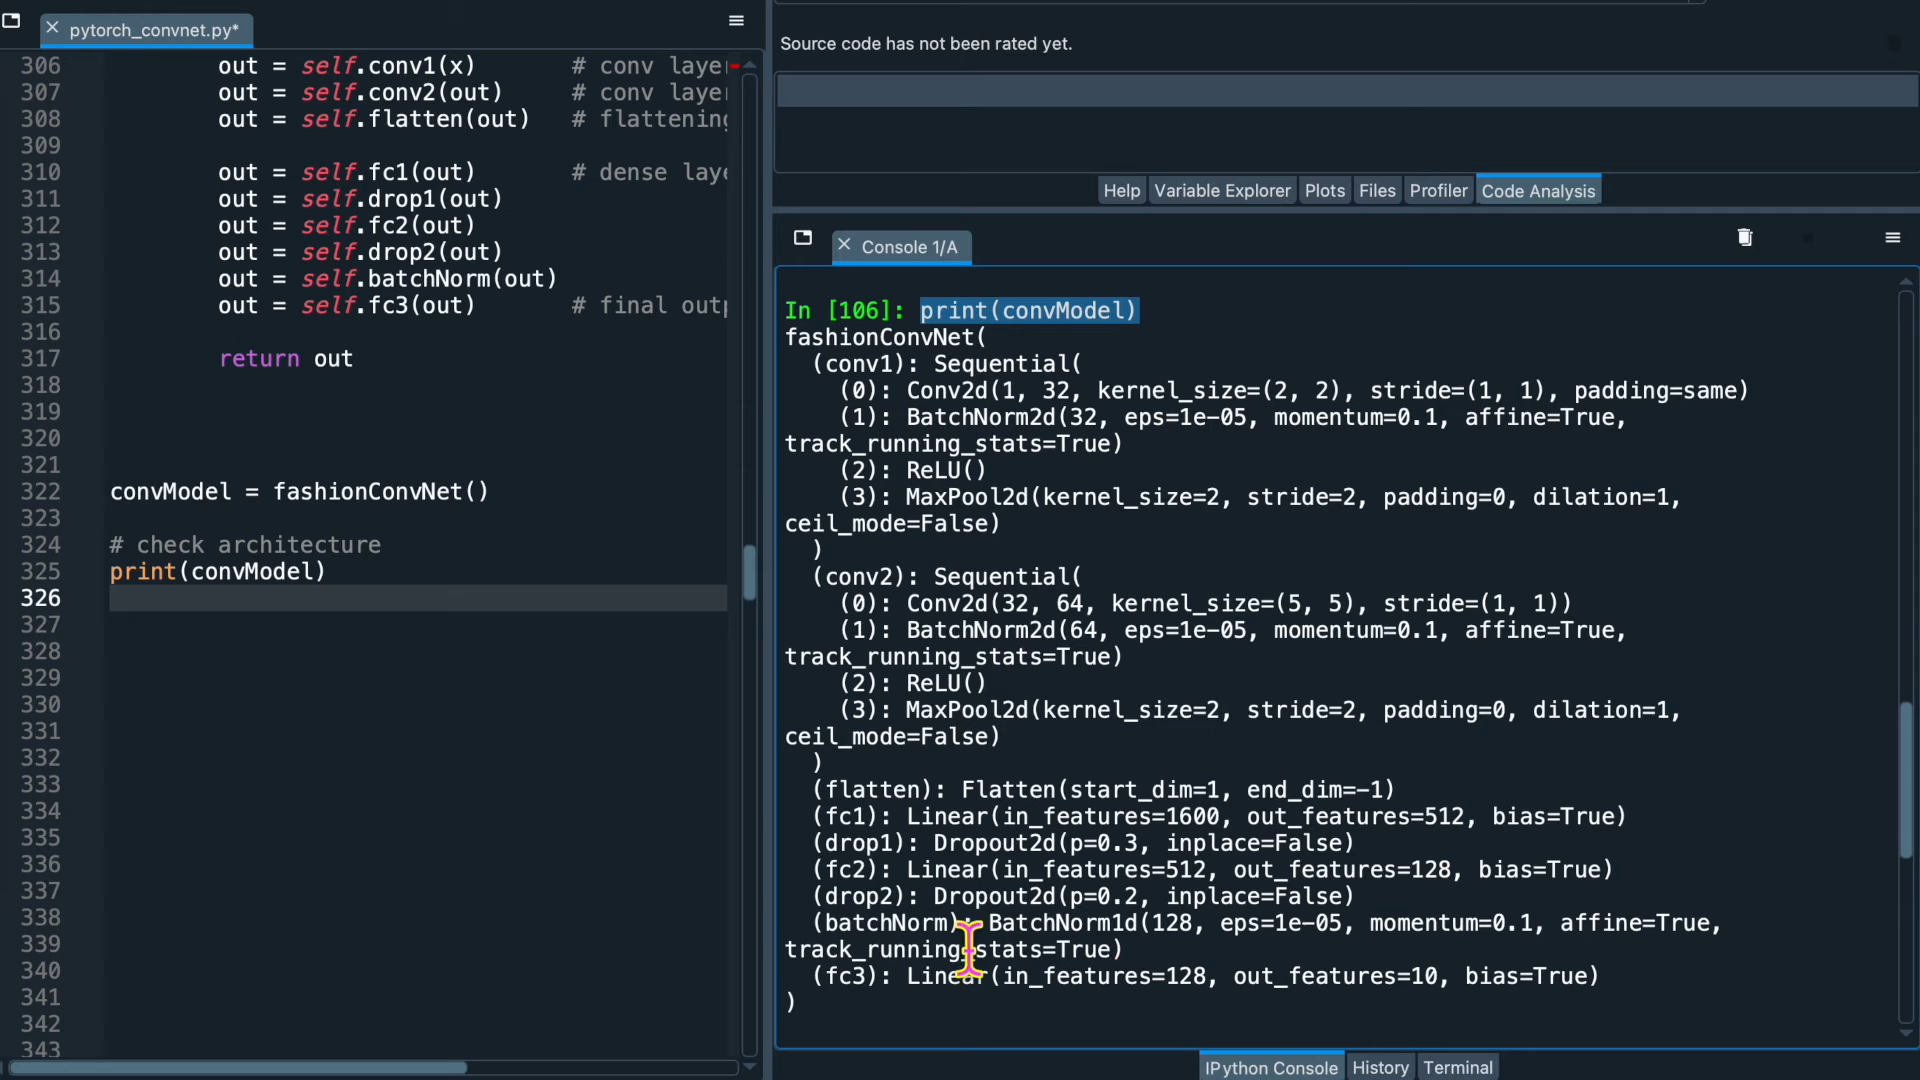 pytorch_convnet.py*
306 out = self.conv1(x) # conv laye
307 out = self.conv2(out) # conv laye
308 out = self.flatten(out) # flattening
309
310 out = self.fc1(out) # dense laye
311 out = self.drop1(out)
312 out = self.fc2(out)
313 out = self.drop2(out)
314 out = self.batchNorm(out)
315 out = self.fc3(out) # final out
316
317 return out
318
319
320
321
322 convModel = fashionConvNet()
323
324 # check architecture
325 print(convModel)
326
327
328
329
330
331
332
333
334
335
336
337
338
339
340
341
342
343
Source code has not been rated yet.
Help Variable Explorer Plots Files Profiler Code Analysis
Console 1/A
In [106]: print(convModel)
fashionConvNet(
(conv1): Sequential(
(0): Conv2d(1, 32, kernel_size=(2, 2), stride=(1, 1), padding=same)
(1): BatchNorm2d(32, eps=1e-05, momentum=0.1, affine=True,
track_running_stats=True)
(2): ReLU()
(3): MaxPool2d(kernel_size=2, stride=2, padding=0, dilation=1,
ceil_mode=False)
)
(conv2): Sequential(
(0): Conv2d(32, 64, kernel_size=(5, 5), stride=(1, 1))
(1): BatchNorm2d(64, eps=1e-05, momentum=0.1, affine=True,
track_running_stats=True)
(2): ReLU()
(3): MaxPool2d(kernel_size=2, stride=2, padding=0, dilation=1,
ceil_mode=False)
)
(flatten): Flatten(start_dim=1, end_dim=-1)
(fc1): Linear(in_features=1600, out_features=512, bias=True)
(drop1): Dropout2d(p=0.3, inplace=False)
(fc2): Linear(in_features=512, out_features=128, bias=True)
(drop2): Dropout2d(p=0.2, inplace=False)
(batchNorm): BatchNorm1d(128, eps=1e-05, momentum=0.1, affine=True,
track_running_stats=True)
(fc3): Linear(in_features=128, out_features=10, bias=True)
)
IPython Console History Terminal